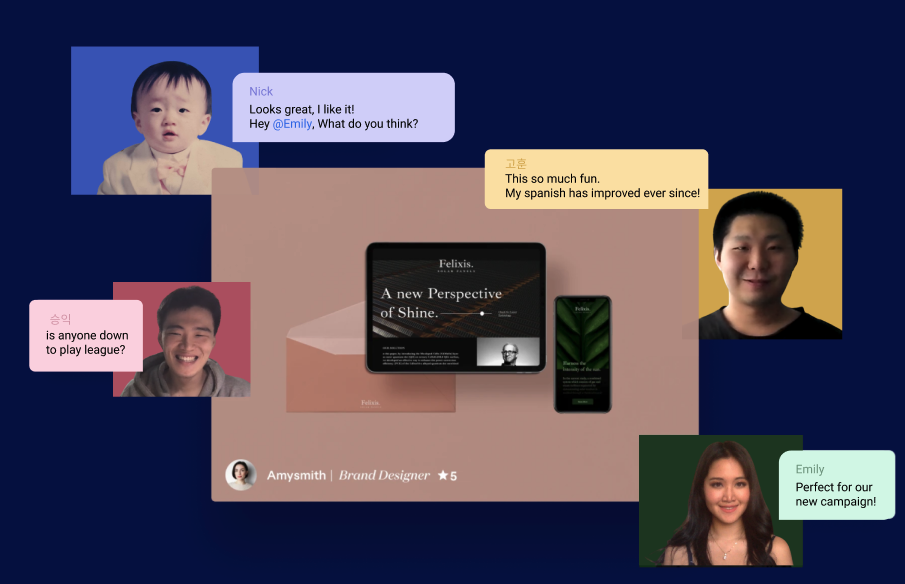 Nick
Looks great, I like it!
Hey @Emily, What do you think?
고훈
This so much fun.
My spanish has improved ever since!
승익
is anyone down
to play league?
Felixis.
A new Perspective
of Shine.
Felixis.
Felixis.
Amysmith | Brand Designer ★ 5
Emily
Perfect for our
new campaign!